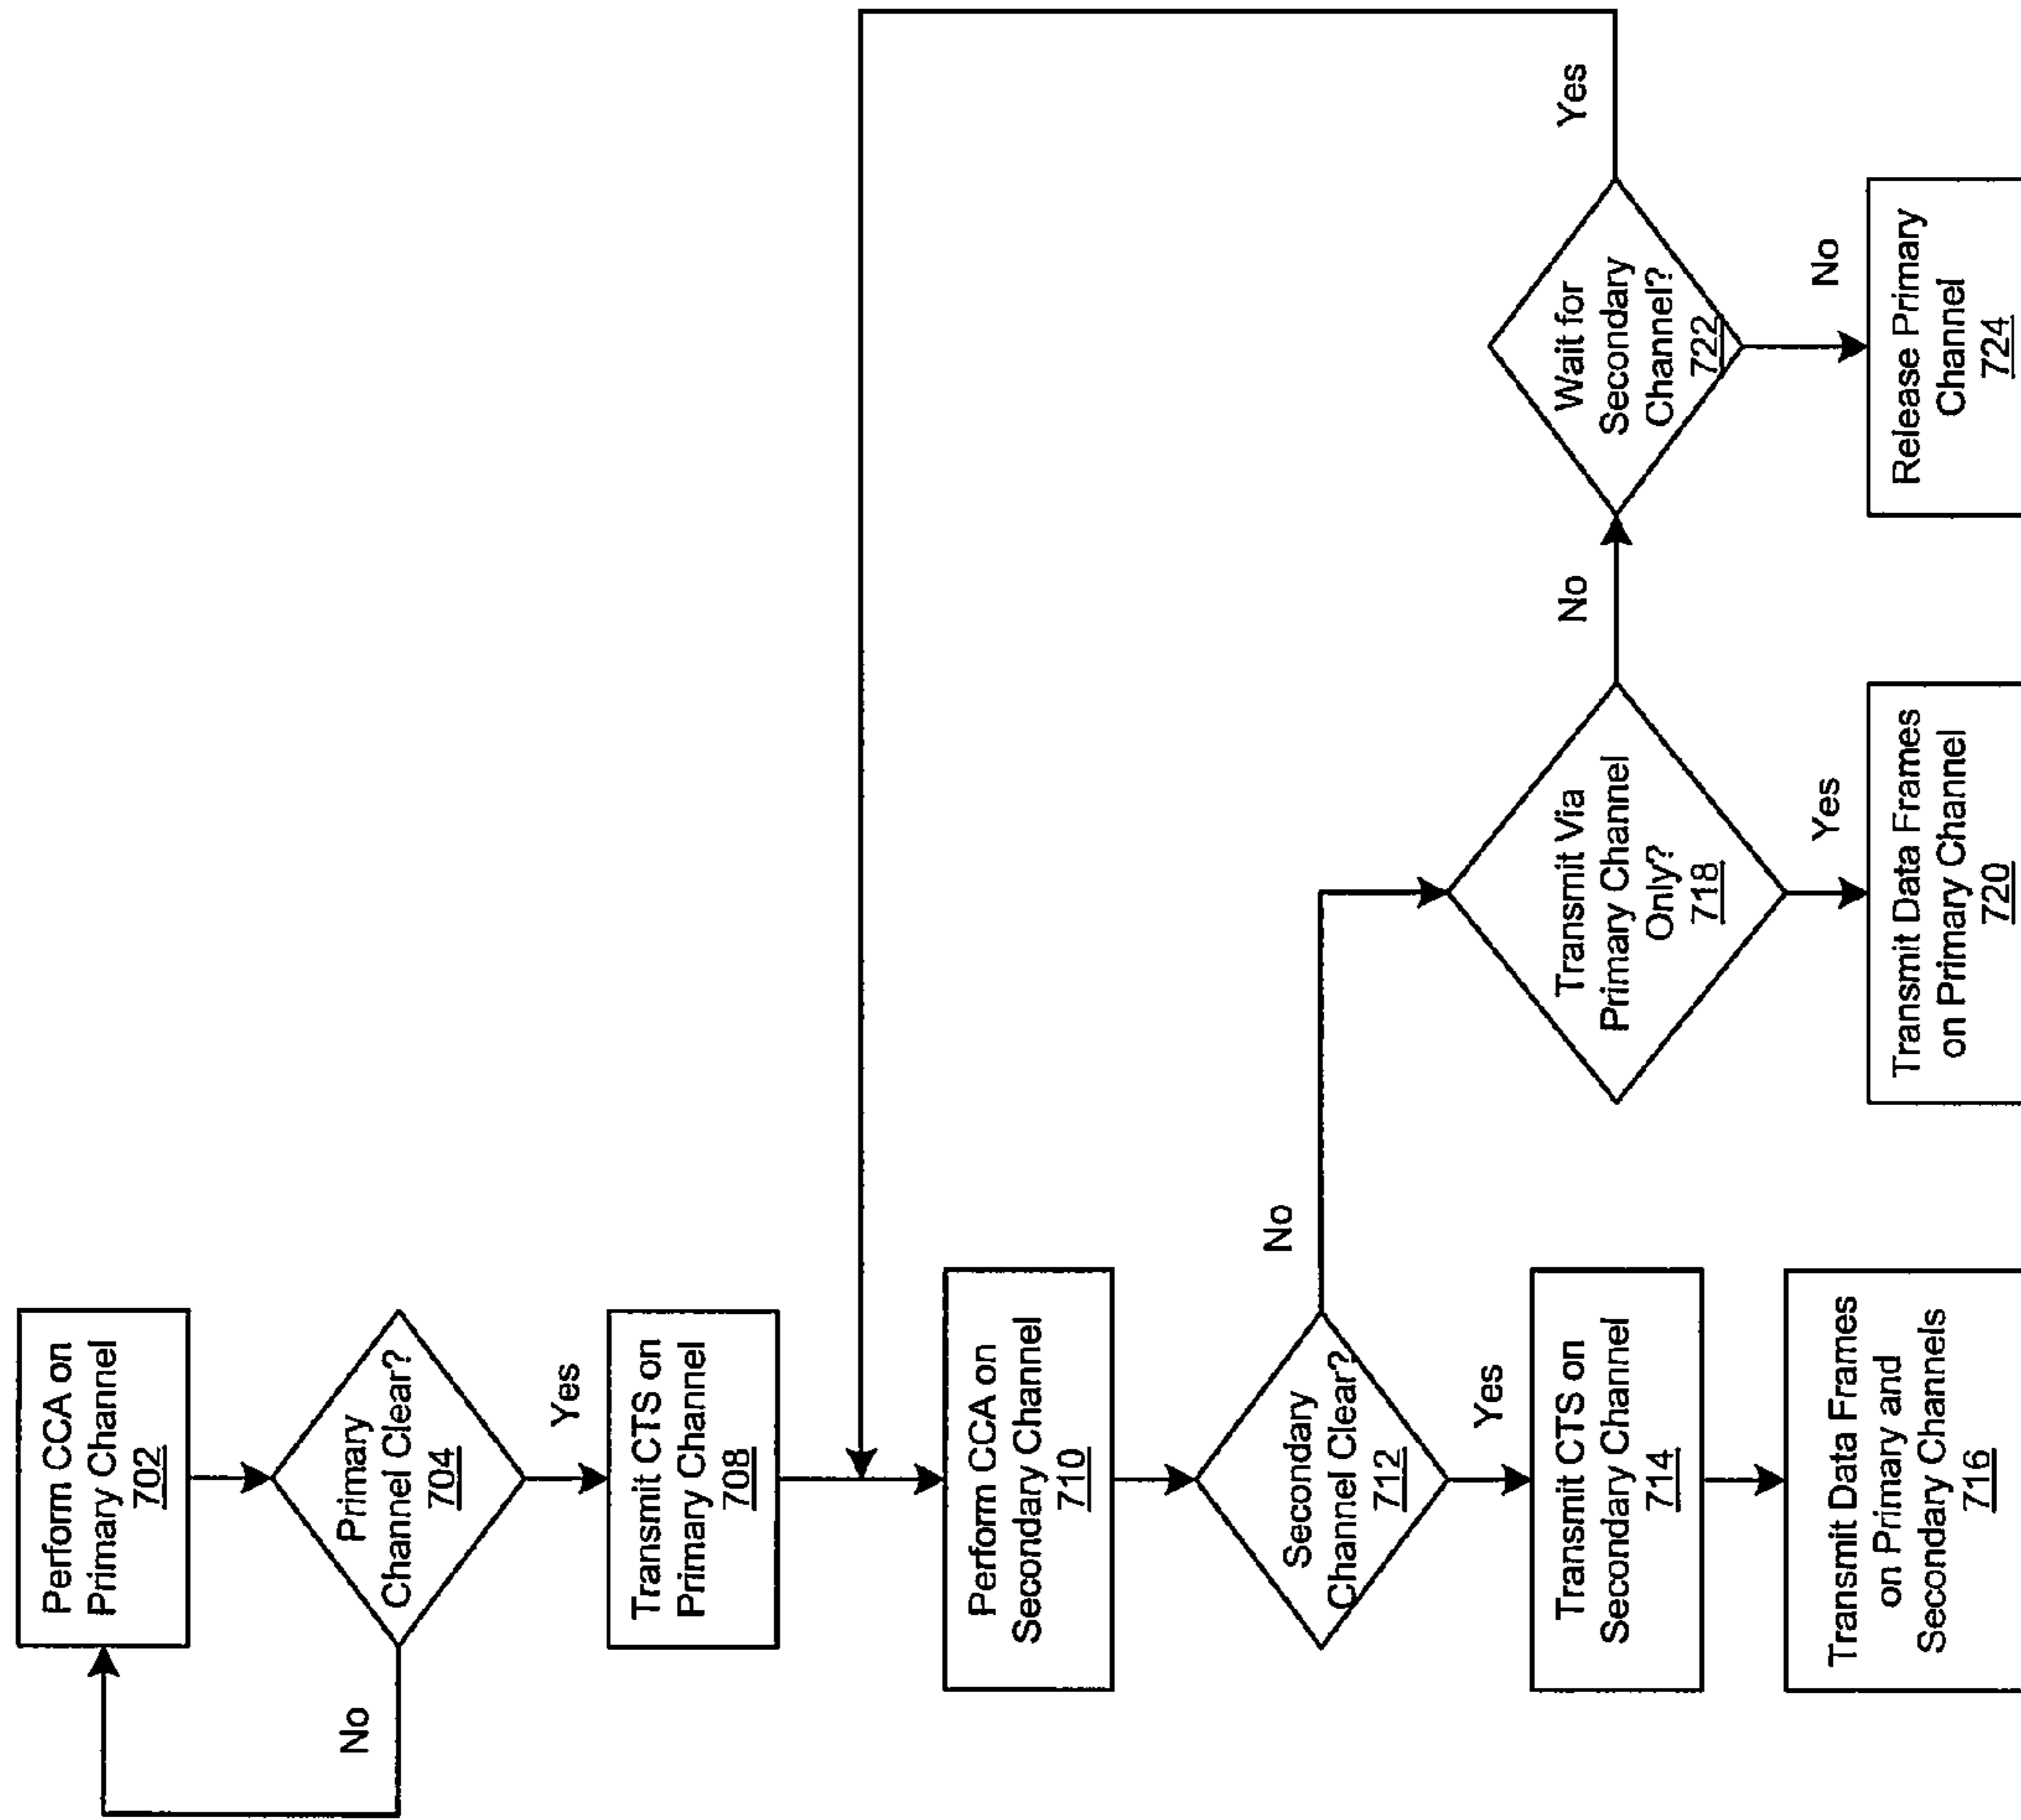 Perform CCA on
Primary Channel
702
Primary
Channel Clear?
704
No
Yes
Transmit CTS on
Primary Channel
708
Perform CCA on
Secondary Channel
710
Secondary
Channel Clear?
712
No
Yes
Transmit CTS on
Secondary Channel
714
Transmit Data Frames
on Primary and
Secondary Channels
716
Transmit Via
Primary Channel
Only?
718
No
Yes
Transmit Data Frames
on Primary Channel
720
Wait for
Secondary
Channel?
722
Yes
No
Release Primary
Channel
724